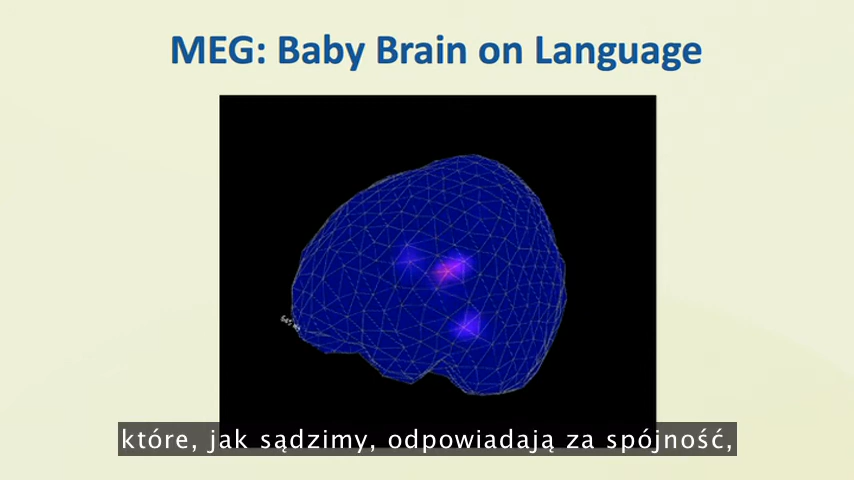 MEG: Baby Brain on Language
które, jak sądzimy, odpowiadają za spójność,